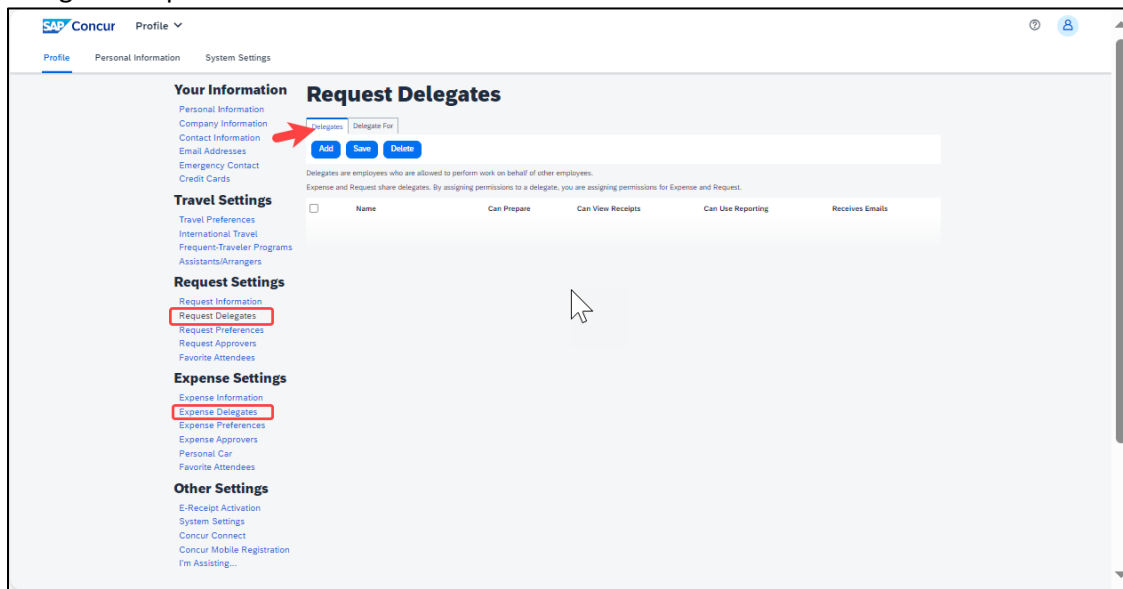 SAP Concur Profile
Profile Personal Information System Settings
Your Information
Personal Information
Company Information
Contact Information
Email Addresses
Emergency Contact
Credit Cards
Travel Settings
Travel Preferences
International Travel
Frequent-Traveler Programs
Assistants/Arrangers
Request Settings
Request Information
Request Delegates
Request Preferences
Request Approvers
Favorite Attendees
Expense Settings
Expense Information
Expense Delegates
Expense Preferences
Expense Approvers
Personal Car
Favorite Attendees
Other Settings
E-Receipt Activation
System Settings
Concur Connect
Concur Mobile Registration
I'm Assisting...
Request Delegates
Delegates Delegate For
Add Save Delete
Delegates are employees who are allowed to perform work on behalf of other employees.
Expense and Request share delegates. By assigning permissions to a delegate, you are assigning permissions for Expense and Request.
Name Can Prepare Can View Receipts Can Use Reporting Receives Emails